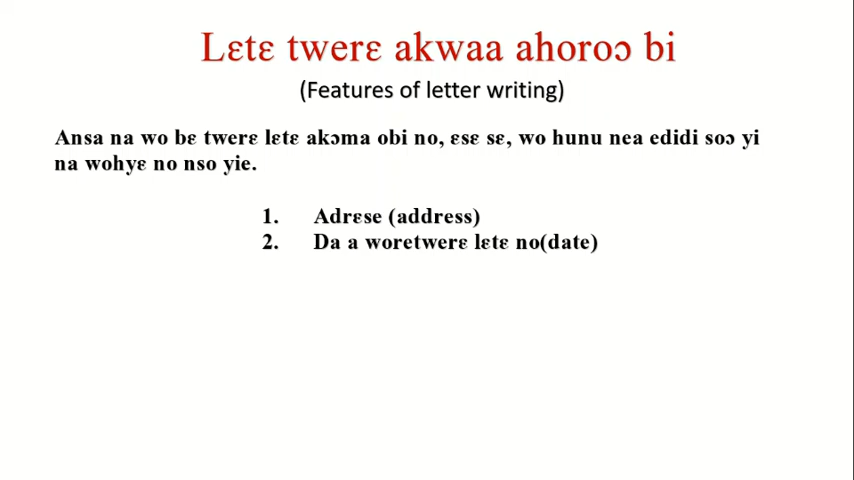 Lɛtɛ twerɛ akwaa ahoroɔ bi
(Features of letter writing)
Ansa na wo bɛ twerɛ lɛtɛ akɔma obi no, ɛsɛ sɛ, wo hunu nea edidi soɔ yi
na wohyɛ no nso yie.
1. Adrɛse (address)
2. Da a woretwerɛ lɛtɛ no(date)